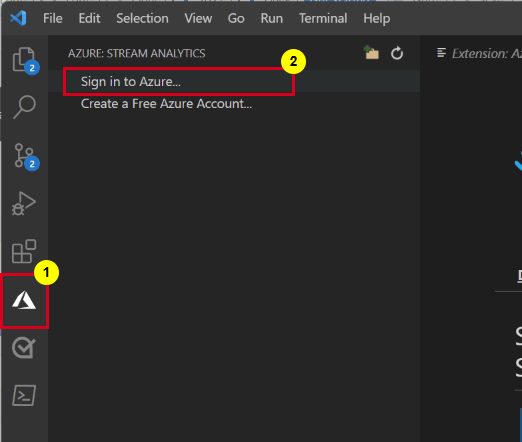 File Edit Selection View Go Run Terminal Help
AZURE: STREAM ANALYTICS
2
Extension: Az
2
Sign in to Azure...
Create a Free Azure Account...
2
1